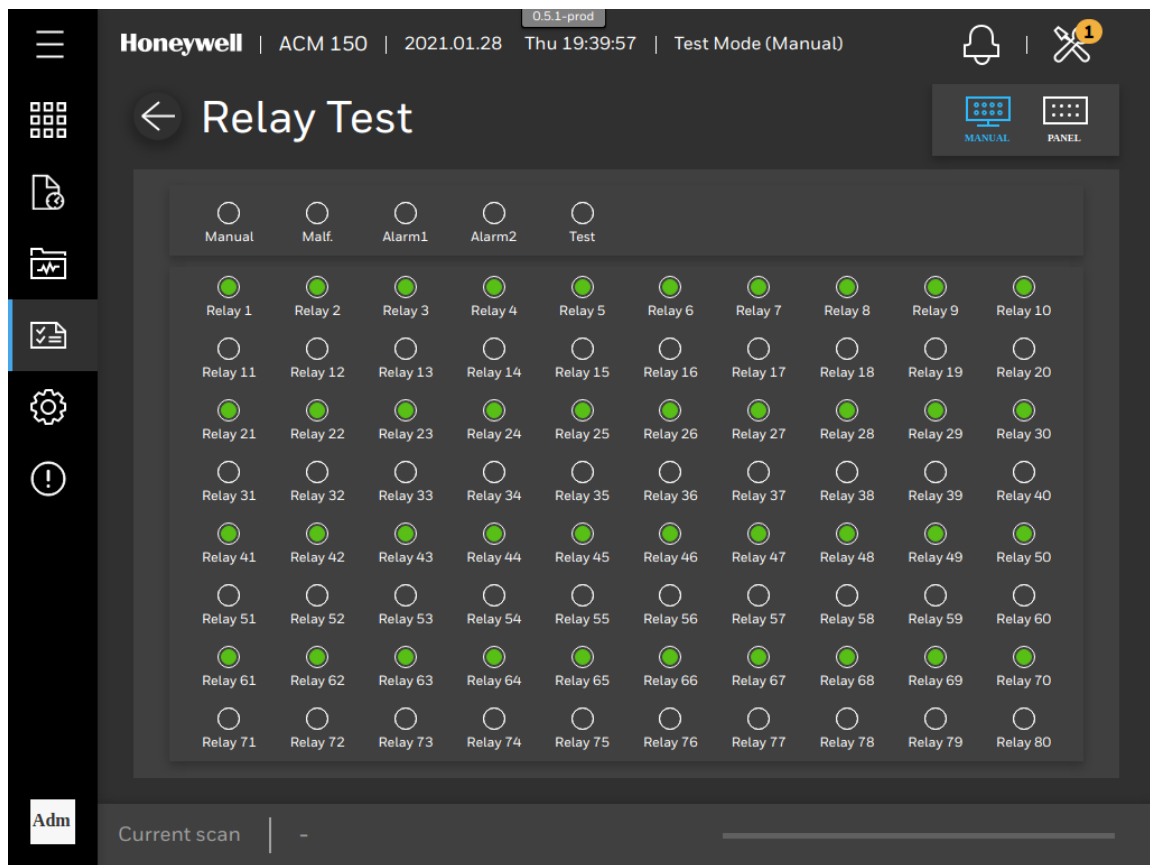 0.5.1-prod
Honeywell | ACM 150 | 2021.01.28 Thu 19:39:57 | Test Mode (Manual)
1
Relay Test
MANUAL PANEL
Manual Malf. Alarm1 Alarm2 Test
Relay 1 Relay 2 Relay 3 Relay 4 Relay 5 Relay 6 Relay 7 Relay 8 Relay 9 Relay 10
Relay 11 Relay 12 Relay 13 Relay 14 Relay 15 Relay 16 Relay 17 Relay 18 Relay 19 Relay 20
Relay 21 Relay 22 Relay 23 Relay 24 Relay 25 Relay 26 Relay 27 Relay 28 Relay 29 Relay 30
Relay 31 Relay 32 Relay 33 Relay 34 Relay 35 Relay 36 Relay 37 Relay 38 Relay 39 Relay 40
Relay 41 Relay 42 Relay 43 Relay 44 Relay 45 Relay 46 Relay 47 Relay 48 Relay 49 Relay 50
Relay 51 Relay 52 Relay 53 Relay 54 Relay 55 Relay 56 Relay 57 Relay 58 Relay 59 Relay 60
Relay 61 Relay 62 Relay 63 Relay 64 Relay 65 Relay 66 Relay 67 Relay 68 Relay 69 Relay 70
Relay 71 Relay 72 Relay 73 Relay 74 Relay 75 Relay 76 Relay 77 Relay 78 Relay 79 Relay 80
Adm
Current scan | -